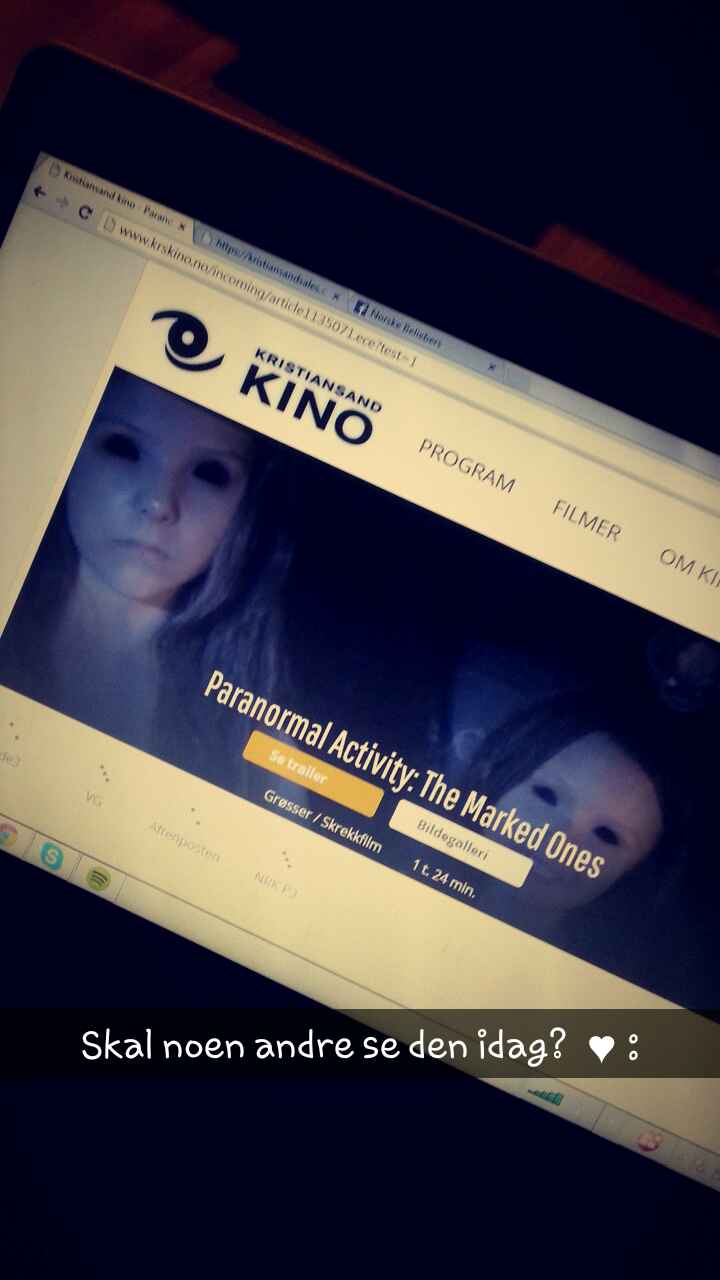 Kristiansand kino - Paranc
https://kristiansandsales.c
Norske Beliebers
www.krskino.no/incoming/article1135071.ece?test=1
KRISTIANSAND
KINO
PROGRAM
FILMER
OM KI
Paranormal Activity: The Marked Ones
Se trailer
Bildegalleri
Grøsser / Skrekkfilm
1 t. 24 min.
de3
VG
Aftenposten
NRK P3
Skal noen andre se den idag? ♥ :